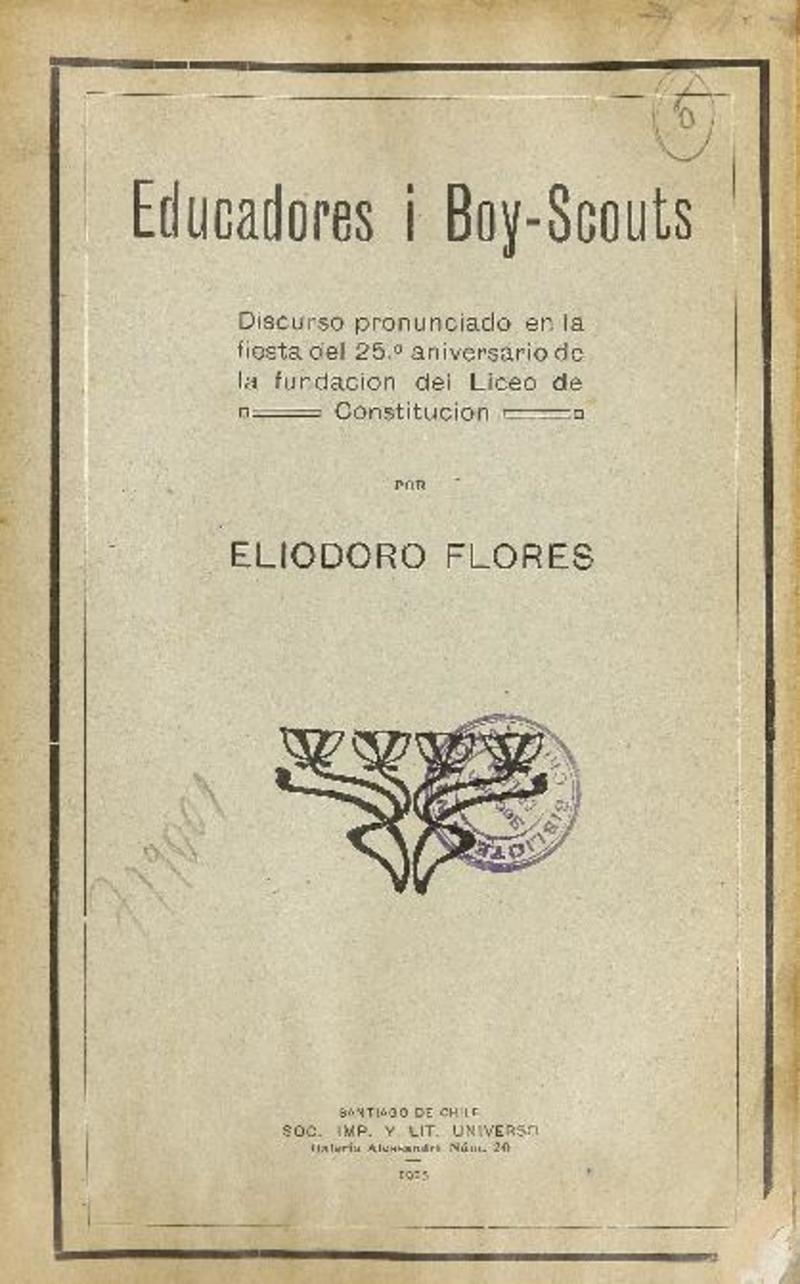 Educadores i Boy-Scouts
Discurso pronunciado en la
fiesta del 25.º aniversario de
la fundacion del Liceo de
Constitucion
POR
ELIODORO FLORES
BIBLIOTE
SANTIAGO DE CHILE
SOC. IMP. Y LIT. UNIVERSO
Galería Alessandri Núm. 20